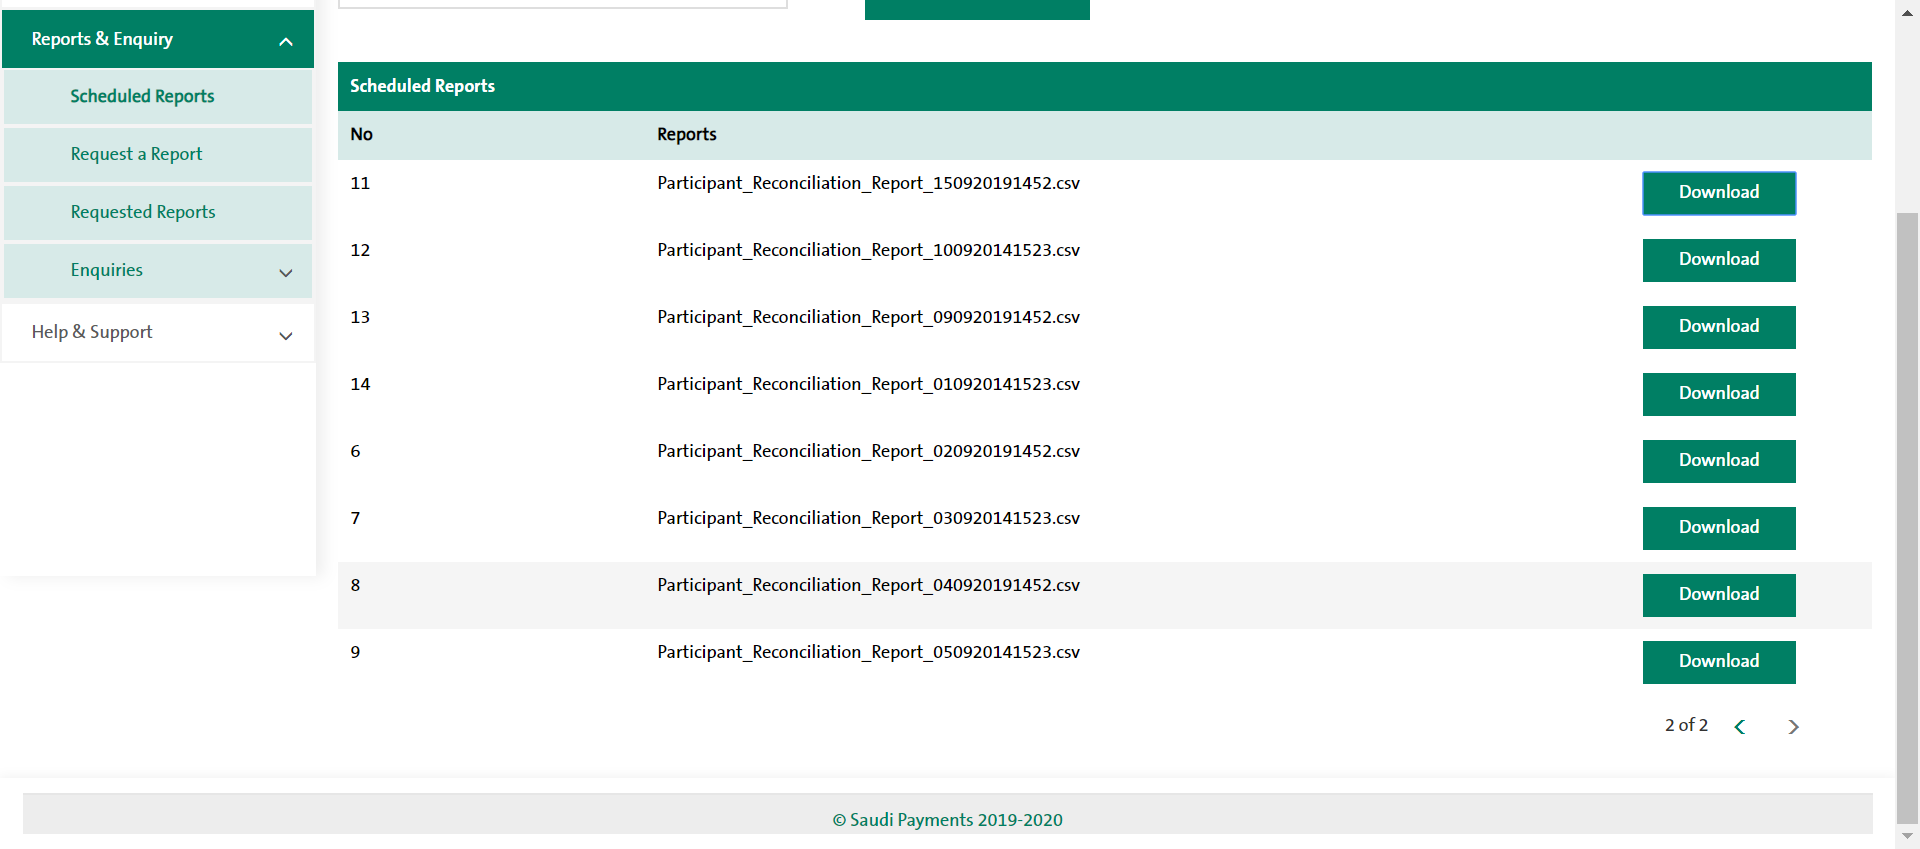 Reports & Enquiry
Scheduled Reports
Request a Report
Requested Reports
Enquiries
Help & Support
Scheduled Reports
No Reports
11 Participant_Reconciliation_Report_150920191452.csv Download
12 Participant_Reconciliation_Report_100920141523.csv Download
13 Participant_Reconciliation_Report_090920191452.csv Download
14 Participant_Reconciliation_Report_010920141523.csv Download
6 Participant_Reconciliation_Report_020920191452.csv Download
7 Participant_Reconciliation_Report_030920141523.csv Download
8 Participant_Reconciliation_Report_040920191452.csv Download
9 Participant_Reconciliation_Report_050920141523.csv Download
2 of 2
© Saudi Payments 2019-2020